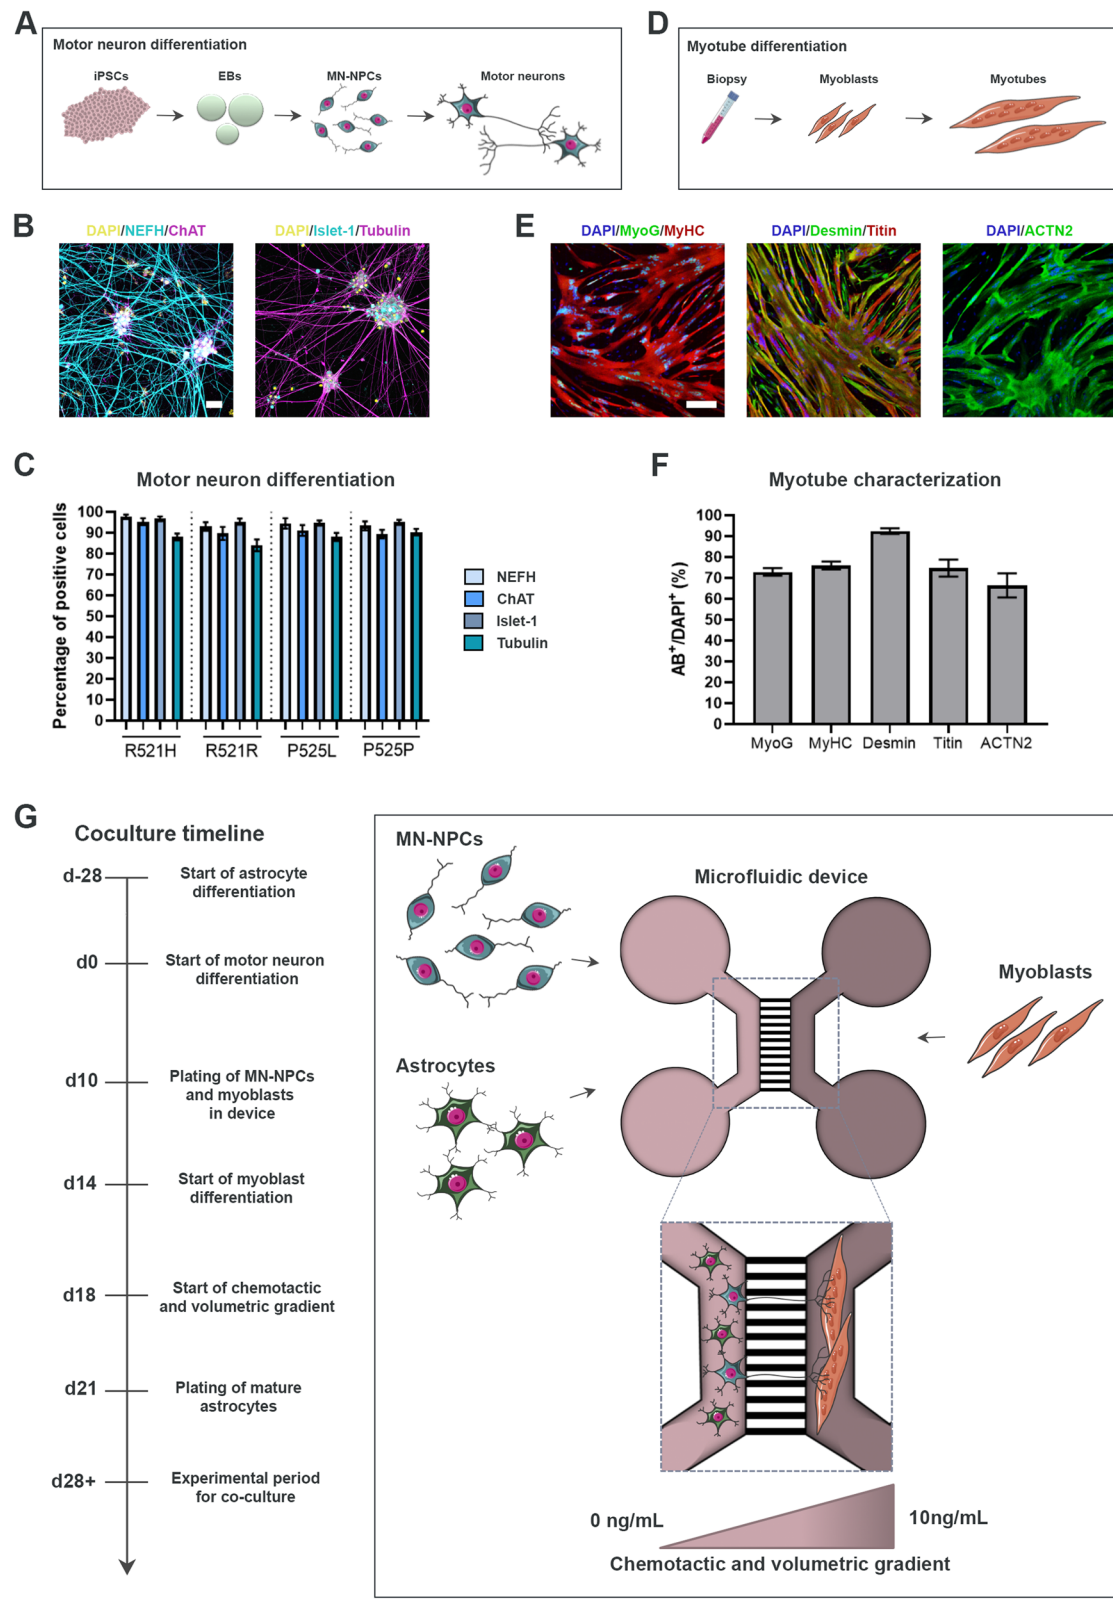 A
Motor neuron differentiation
iPSCs
EBs
MN-NPCs
Motor neurons
D
Myotube differentiation
Biopsy
Myoblasts
Myotubes
B
DAPI/NEFH/ChAT
DAPI/Islet-1/Tubulin
E
DAPI/MyoG/MyHC
DAPI/Desmin/Titin
DAPI/ACTN2
C
Motor neuron differentiation
Percentage of positive cells
100
90
80
70
60
50
40
30
20
10
0
R521H
R521R
P525L
P525P
NEFH
ChAT
Islet-1
Tubulin
F
Myotube characterization
AB+/DAPI+ (%)
100
90
80
70
60
50
40
30
20
10
0
MyoG
MyHC
Desmin
Titin
ACTN2
G
Coculture timeline
d-28
Start of astrocyte
differentiation
d0
Start of motor neuron
differentiation
d10
Plating of MN-NPCs
and myoblasts
in device
d14
Start of myoblast
differentiation
d18
Start of chemotactic
and volumetric gradient
d21
Plating of mature
astrocytes
d28+
Experimental period
for co-culture
MN-NPCs
Astrocytes
Microfluidic device
Myoblasts
0 ng/mL
10ng/mL
Chemotactic and volumetric gradient